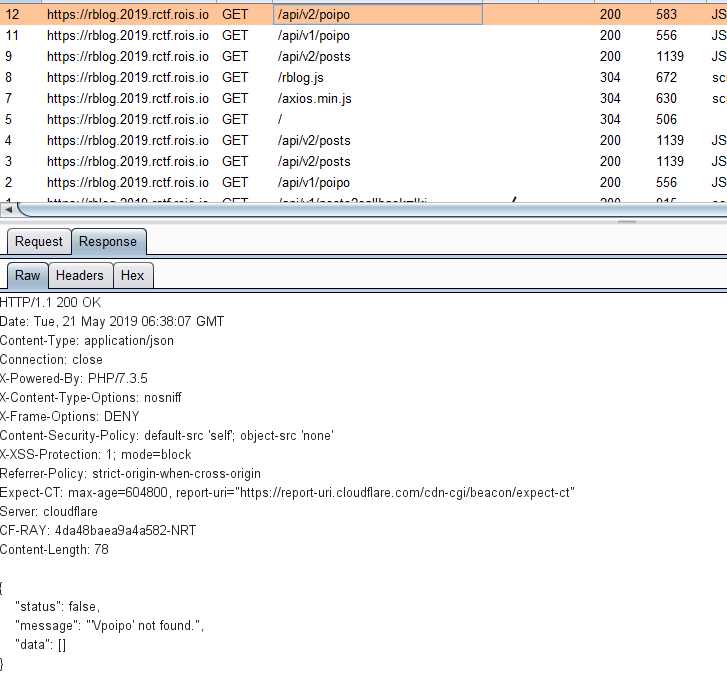 12 https://rblog.2019.rctf.rois.io GET /api/v2/poipo 200 583 JS
11 https://rblog.2019.rctf.rois.io GET /api/v1/poipo 200 556 JS
9 https://rblog.2019.rctf.rois.io GET /api/v2/posts 200 1139 JS
8 https://rblog.2019.rctf.rois.io GET /rblog.js 304 672 sc
7 https://rblog.2019.rctf.rois.io GET /axios.min.js 304 630 sc
5 https://rblog.2019.rctf.rois.io GET / 304 506
4 https://rblog.2019.rctf.rois.io GET /api/v2/posts 200 1139 JS
3 https://rblog.2019.rctf.rois.io GET /api/v2/posts 200 1139 JS
2 https://rblog.2019.rctf.rois.io GET /api/v1/poipo 200 556 JS
Request Response
Raw Headers Hex
HTTP/1.1 200 OK
Date: Tue, 21 May 2019 06:38:07 GMT
Content-Type: application/json
Connection: close
X-Powered-By: PHP/7.3.5
X-Content-Type-Options: nosniff
X-Frame-Options: DENY
Content-Security-Policy: default-src 'self'; object-src 'none'
X-XSS-Protection: 1; mode=block
Referrer-Policy: strict-origin-when-cross-origin
Expect-CT: max-age=604800, report-uri="https://report-uri.cloudflare.com/cdn-cgi/beacon/expect-ct"
Server: cloudflare
CF-RAY: 4da48baea9a4a582-NRT
Content-Length: 78
{
"status": false,
"message": "'\/poipo' not found.",
"data": []
}